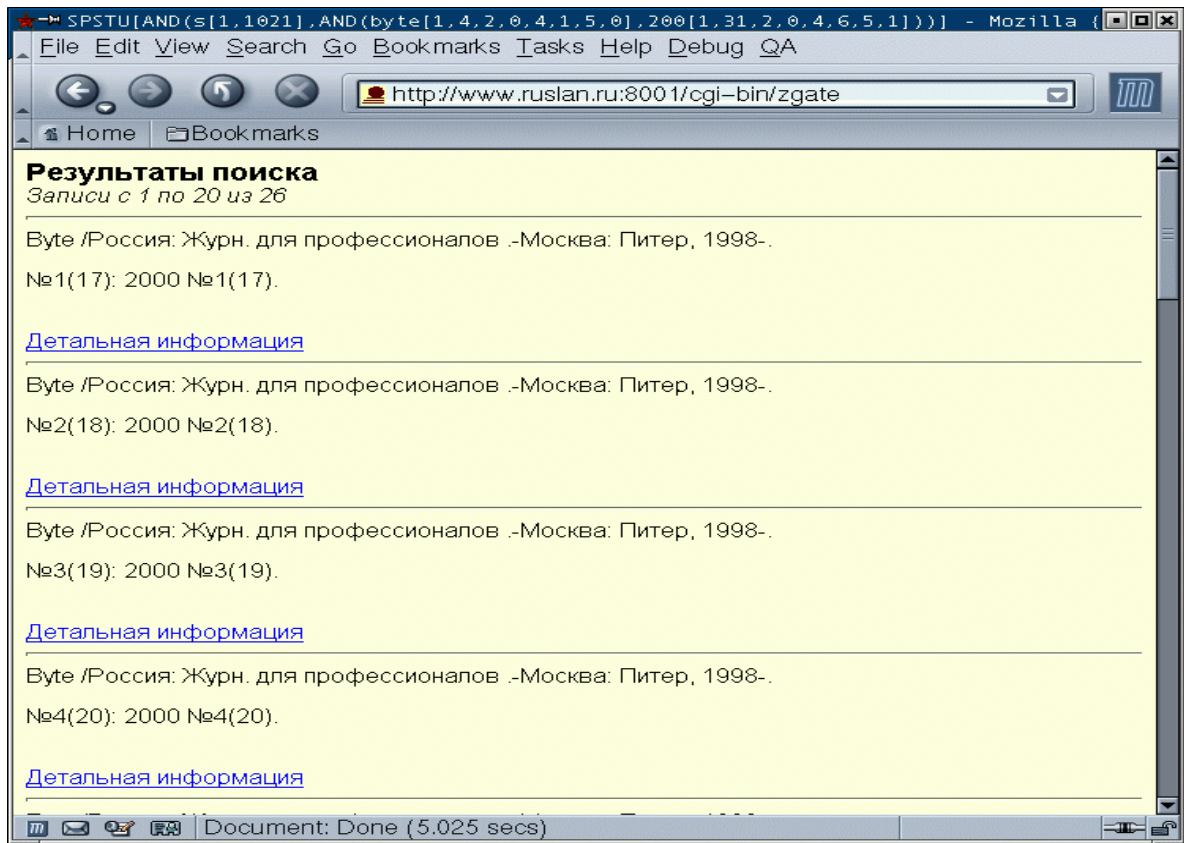 SPSTU[AND(s[1,1021],AND(byte[1,4,2,0,4,1,5,0],200[1,31,2,0,4,6,5,1]))] - Mozilla {
File Edit View Search Go Bookmarks Tasks Help Debug QA
http://www.ruslan.ru:8001/cgi-bin/zgate
Home Bookmarks
Результаты поиска
Записи с 1 по 20 из 26
Byte /Россия: Журн. для профессионалов .-Москва: Питер, 1998-.
№1(17): 2000 №1(17).
Детальная информация
Byte /Россия: Журн. для профессионалов .-Москва: Питер, 1998-.
№2(18): 2000 №2(18).
Детальная информация
Byte /Россия: Журн. для профессионалов .-Москва: Питер, 1998-.
№3(19): 2000 №3(19).
Детальная информация
Byte /Россия: Журн. для профессионалов .-Москва: Питер, 1998-.
№4(20): 2000 №4(20).
Детальная информация
Document: Done (5.025 secs)